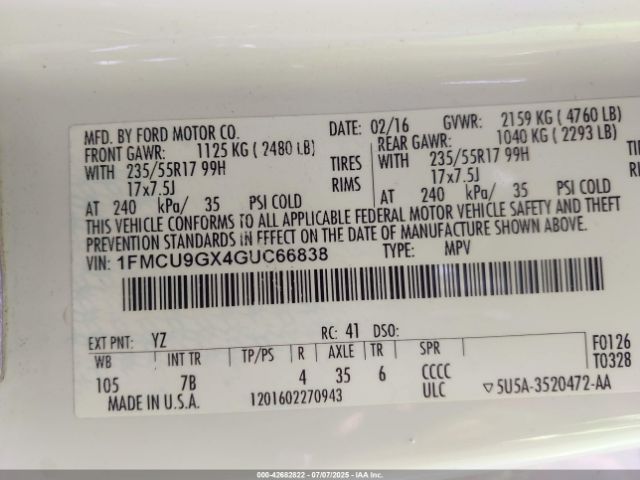 MFD. BY FORD MOTOR CO. DATE: 02/16 GVWR: 2159 KG ( 4760 LB)
FRONT GAWR: 1125 KG ( 2480 LB) REAR GAWR: 1040 KG ( 2293 LB)
WITH 235/55R17 99H TIRES WITH 235/55R17 99H
17x7.5J RIMS 17x7.5J
AT 240 kPa/ 35 PSI COLD AT 240 kPa/ 35 PSI COLD
THIS VEHICLE CONFORMS TO ALL APPLICABLE FEDERAL MOTOR VEHICLE SAFETY AND THEFT
PREVENTION STANDARDS IN EFFECT ON THE DATE OF MANUFACTURE SHOWN ABOVE.
VIN: 1FMCU9GX4GUC66838 TYPE: MPV
EXT PNT: YZ RC: 41 DSO:
WB INT TR TP/PS R AXLE TR SPR F0126
105 7B 4 35 6 CCCC T0328
MADE IN U.S.A. 1201602270943 ULC ▽5U5A-3520472-AA
000-42682822 | 07/07/2025 - Copyright IAA, LLC